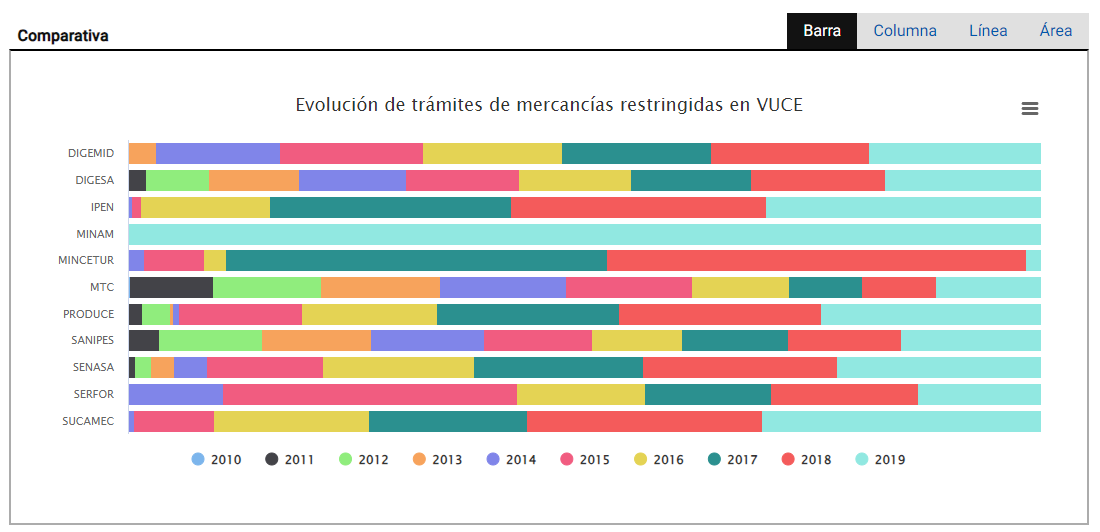 Comparativa
Barra Columna Línea Área
Evolución de trámites de mercancías restringidas en VUCE
DIGEMID
DIGESA
IPEN
MINAM
MINCETUR
MTC
PRODUCE
SANIPES
SENASA
SERFOR
SUCAMEC
2010 2011 2012 2013 2014 2015 2016 2017 2018 2019